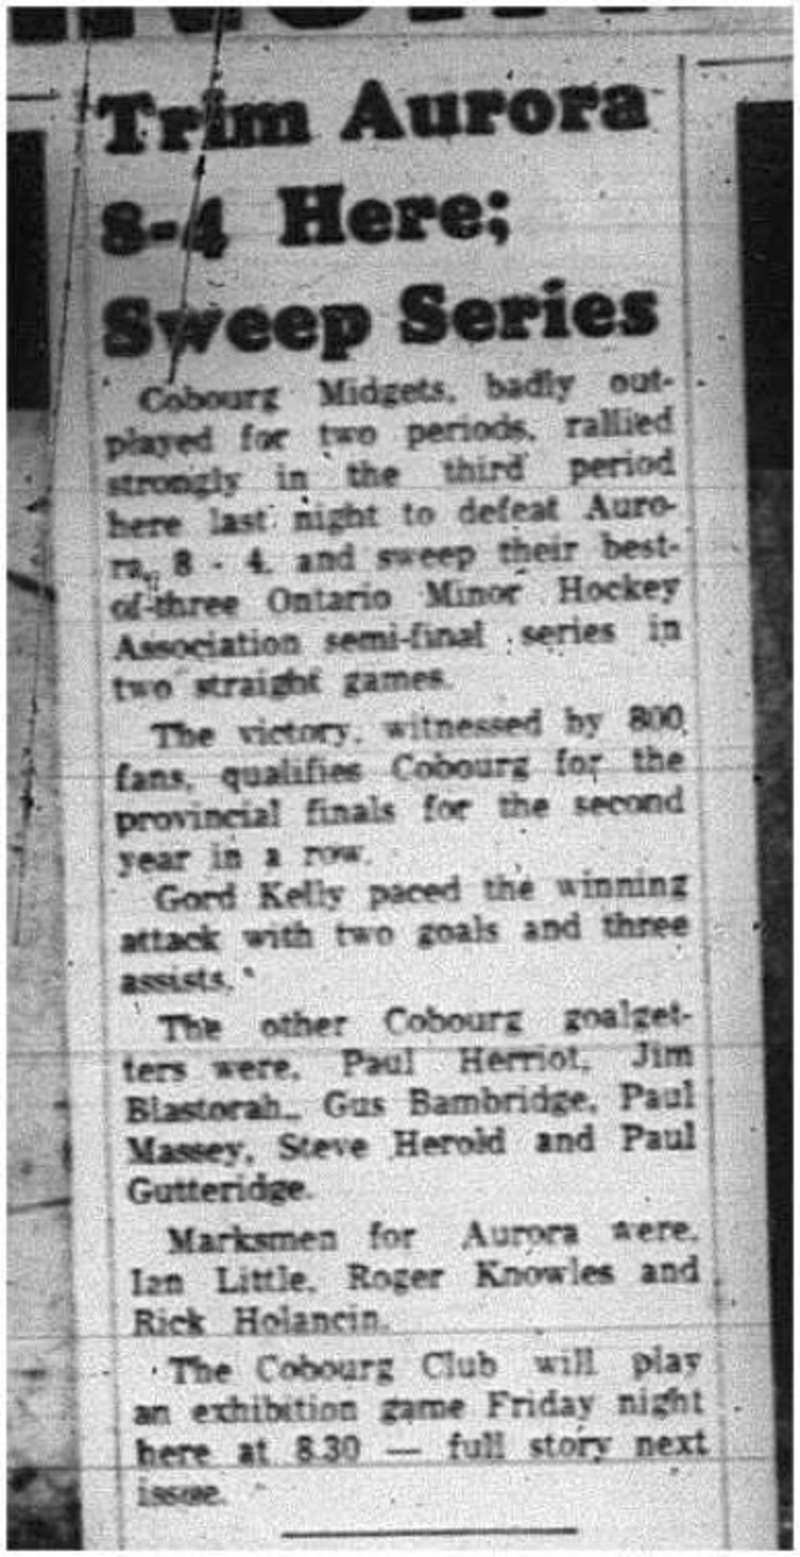 Trim Aurora
8-4 Here;
Sweep Series
Cobourg Midgets, badly out-
played for two periods, rallied
strongly in the third period
here last night to defeat Auro-
ra, 8 - 4, and sweep their best-
of-three Ontario Minor Hockey
Association semi-final series in
two straight games.
The victory, witnessed by 800
fans, qualifies Cobourg for the
provincial finals for the second
year in a row.
Gord Kelly paced the winning
attack with two goals and three
assists.
The other Cobourg goalget-
ters were, Paul Herriot, Jim
Blastorah, Gus Bambridge, Paul
Massey, Steve Herold and Paul
Gutteridge.
Marksmen for Aurora were,
Ian Little, Roger Knowles and
Rick Holancin.
The Cobourg Club will play
an exhibition game Friday night
here at 8.30 — full story next
issue.